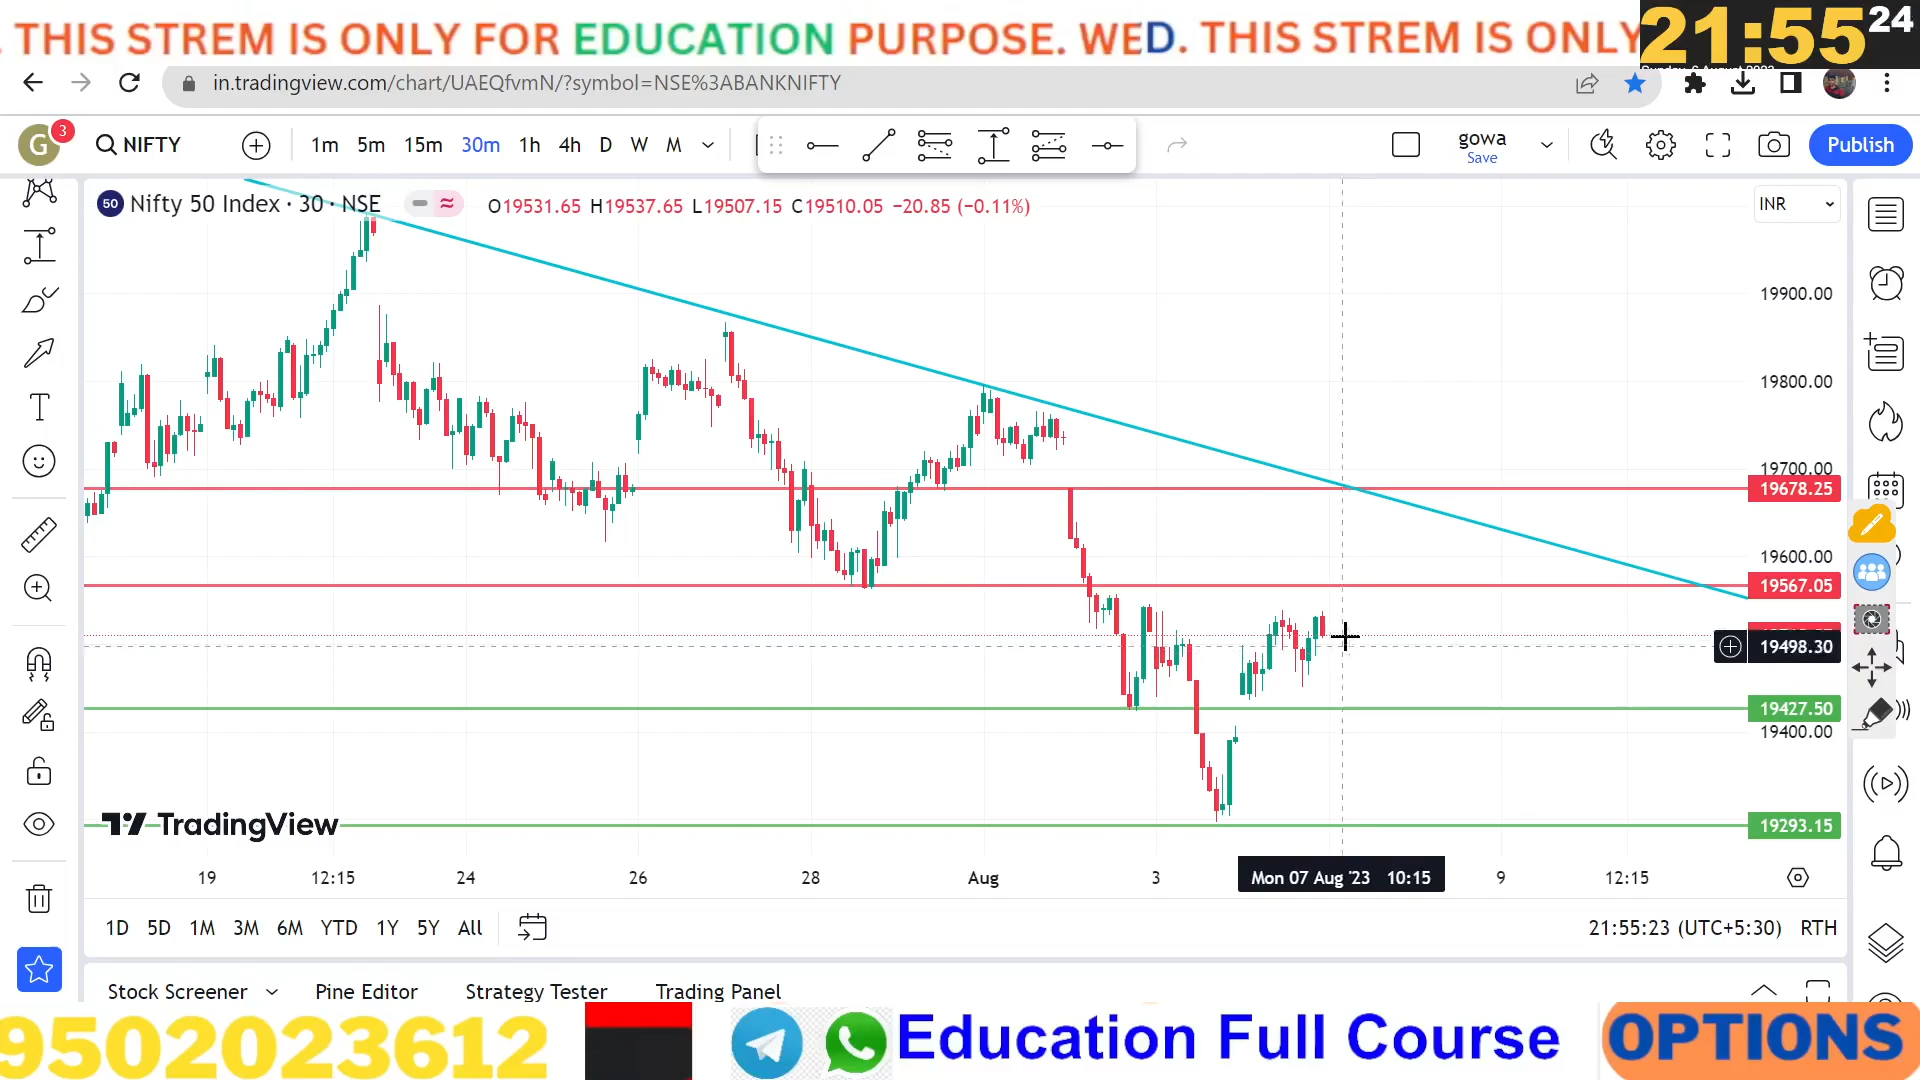 . THIS STREM IS ONLY FOR EDUCATION PURPOSE. WED. THIS STREM IS ONLY
21:55 24
in.tradingview.com/chart/UAEQfvmN/?symbol=NSE%3ABANKNIFTY
G 3
NIFTY
1m 5m 15m 30m 1h 4h D W M
gowa
Save
Publish
50 Nifty 50 Index · 30 · NSE
O19531.65 H19537.65 L19507.15 C19510.05 −20.85 (−0.11%)
INR
19900.00
19800.00
19700.00
19678.25
19600.00
19567.05
19498.30
19427.50
19400.00
19293.15
TradingView
19 12:15 24 26 28 Aug 3 Mon 07 Aug '23 10:15 9 12:15
1D 5D 1M 3M 6M YTD 1Y 5Y All
21:55:23 (UTC+5:30) RTH
Stock Screener Pine Editor Strategy Tester Trading Panel
9502023612
Education Full Course
OPTIONS